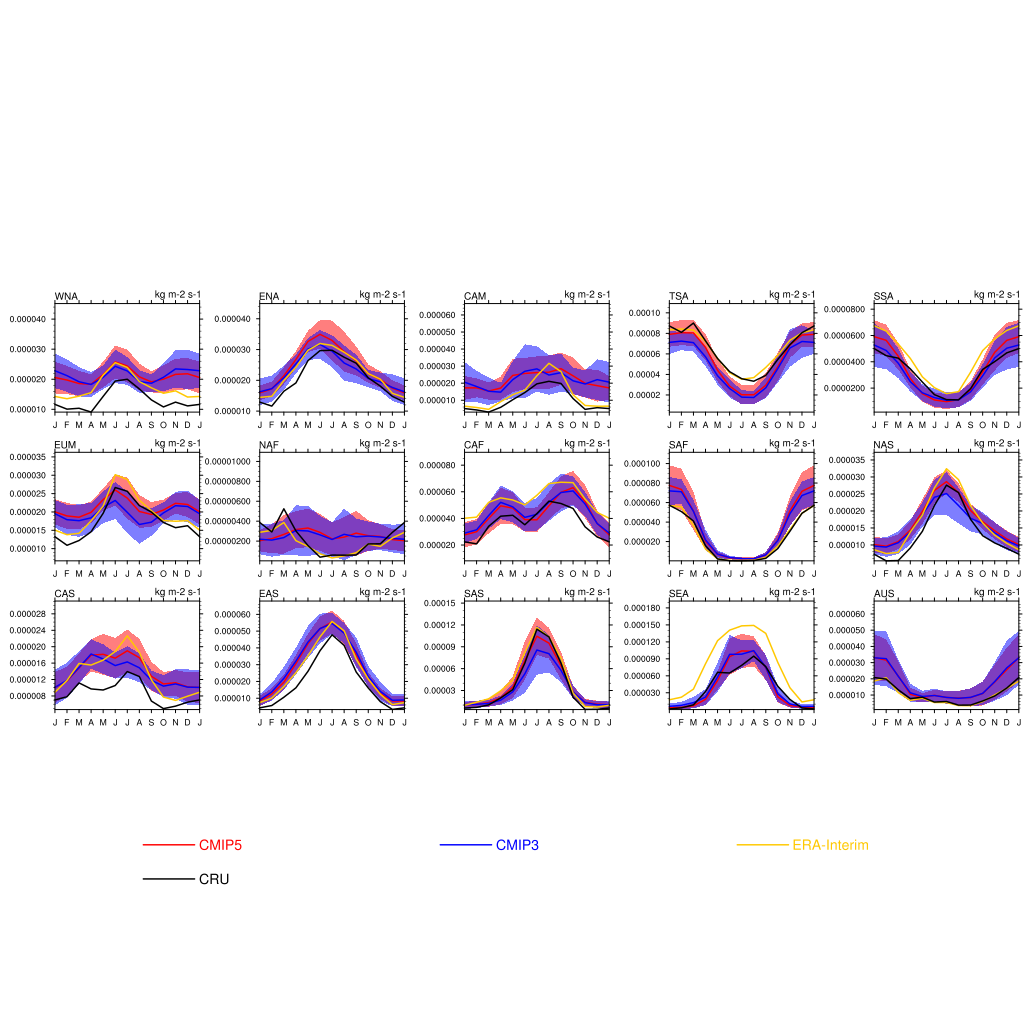 WNA kg m-2 s-1
0.000040
0.000030
0.000020
0.000010
J F M A M J J A S O N D J
ENA kg m-2 s-1
0.000040
0.000030
0.000020
0.000010
J F M A M J J A S O N D J
CAM kg m-2 s-1
0.000060
0.000050
0.000040
0.000030
0.000020
0.000010
J F M A M J J A S O N D J
TSA kg m-2 s-1
0.00010
0.00008
0.00006
0.00004
0.00002
J F M A M J J A S O N D J
SSA kg m-2 s-1
0.0000800
0.0000600
0.0000400
0.0000200
J F M A M J J A S O N D J
EUM kg m-2 s-1
0.000035
0.000030
0.000025
0.000020
0.000015
0.000010
J F M A M J J A S O N D J
NAF kg m-2 s-1
0.00001000
0.00000800
0.00000600
0.00000400
0.00000200
J F M A M J J A S O N D J
CAF kg m-2 s-1
0.000080
0.000060
0.000040
0.000020
J F M A M J J A S O N D J
SAF kg m-2 s-1
0.000100
0.000080
0.000060
0.000040
0.000020
J F M A M J J A S O N D J
NAS kg m-2 s-1
0.000035
0.000030
0.000025
0.000020
0.000015
0.000010
J F M A M J J A S O N D J
CAS kg m-2 s-1
0.000028
0.000024
0.000020
0.000016
0.000012
0.000008
J F M A M J J A S O N D J
EAS kg m-2 s-1
0.000060
0.000050
0.000040
0.000030
0.000020
0.000010
J F M A M J J A S O N D J
SAS kg m-2 s-1
0.00015
0.00012
0.00009
0.00006
0.00003
J F M A M J J A S O N D J
SEA kg m-2 s-1
0.000180
0.000150
0.000120
0.000090
0.000060
0.000030
J F M A M J J A S O N D J
AUS kg m-2 s-1
0.000060
0.000050
0.000040
0.000030
0.000020
0.000010
J F M A M J J A S O N D J
CMIP5
CMIP3
ERA-Interim
CRU